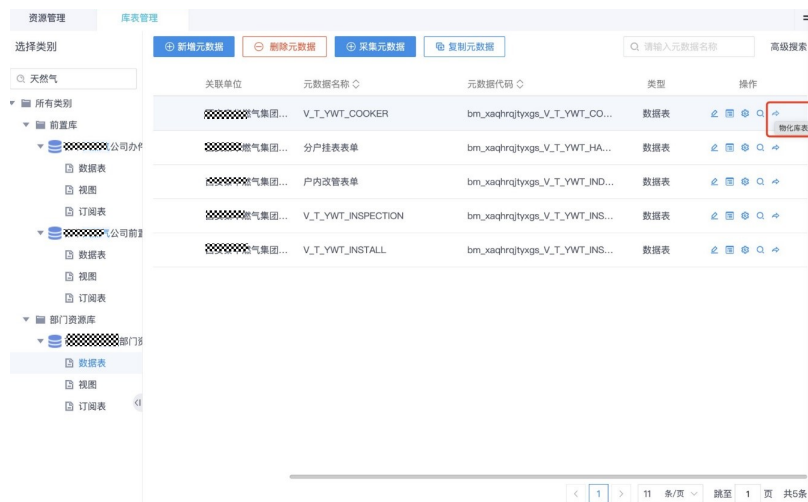 资源管理 库表管理
选择类别 新增元数据 删除元数据 采集元数据 复制元数据 请输入元数据名称 高级搜索
天然气
关联单位 元数据名称 元数据代码 类型 操作
所有类别
前置库
公司办件
数据表
视图
订阅表
公司前置
数据表
视图
订阅表
部门资源库
部门资
数据表
视图
订阅表
燃气集团... V_T_YWT_COOKER bm_xaqhrqjtyxgs_V_T_YWT_CO... 数据表
物化库表
燃气集团... 分户挂表表单 bm_xaqhrqjtyxgs_V_T_YWT_HA... 数据表
燃气集团... 户内改管表单 bm_xaqhrqjtyxgs_V_T_YWT_IND... 数据表
燃气集团... V_T_YWT_INSPECTION bm_xaqhrqjtyxgs_V_T_YWT_INS... 数据表
燃气集团... V_T_YWT_INSTALL bm_xaqhrqjtyxgs_V_T_YWT_INS... 数据表
1 11 条/页 跳至 1 页 共5条